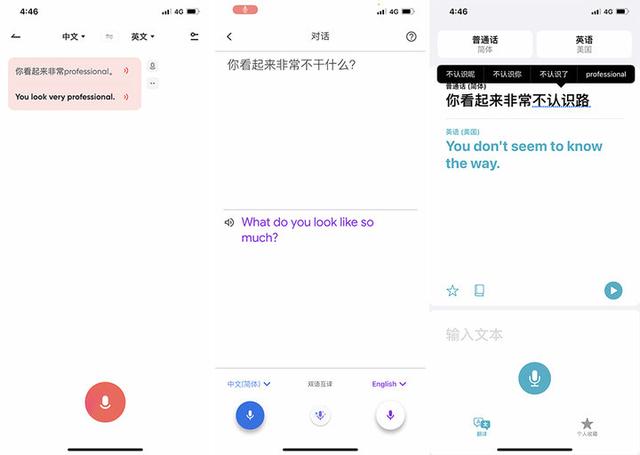 4:46
4G
中文
英文
你看起来非常professional。
You look very professional.
4G
对话
你看起来非常不干什么?
What do you look like so
much?
中文(简体)
双语互译
English
4:46
4G
普通话
简体
英语
美国
不认识呢
不认识你
不认识了
professional
普通话 (简体)
你看起来非常不认识路
英语 (美国)
You don't seem to know
the way.
输入文本
翻译
个人收藏